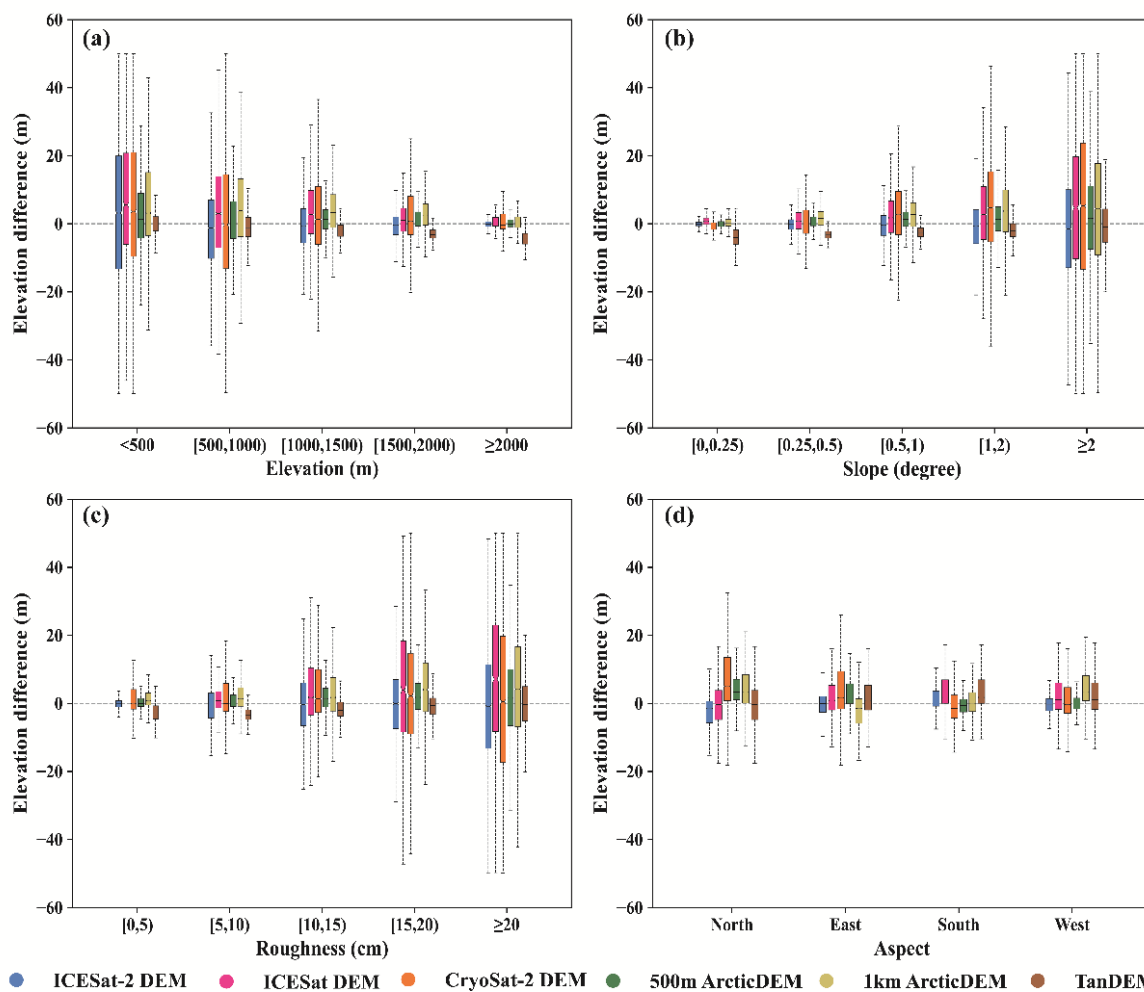 (a)
60
40
20
0
−20
−40
−60
Elevation difference (m)
<500 [500,1000) [1000,1500) [1500,2000) ≥2000
Elevation (m)
(b)
60
40
20
0
−20
−40
−60
Elevation difference (m)
[0,0.25) [0.25,0.5) [0.5,1) [1,2) ≥2
Slope (degree)
(c)
60
40
20
0
−20
−40
−60
Elevation difference (m)
[0,5) [5,10) [10,15) [15,20) ≥20
Roughness (cm)
(d)
60
40
20
0
−20
−40
−60
Elevation difference (m)
North East South West
Aspect
ICESat-2 DEM ICESat DEM CryoSat-2 DEM 500m ArcticDEM 1km ArcticDEM TanDEM